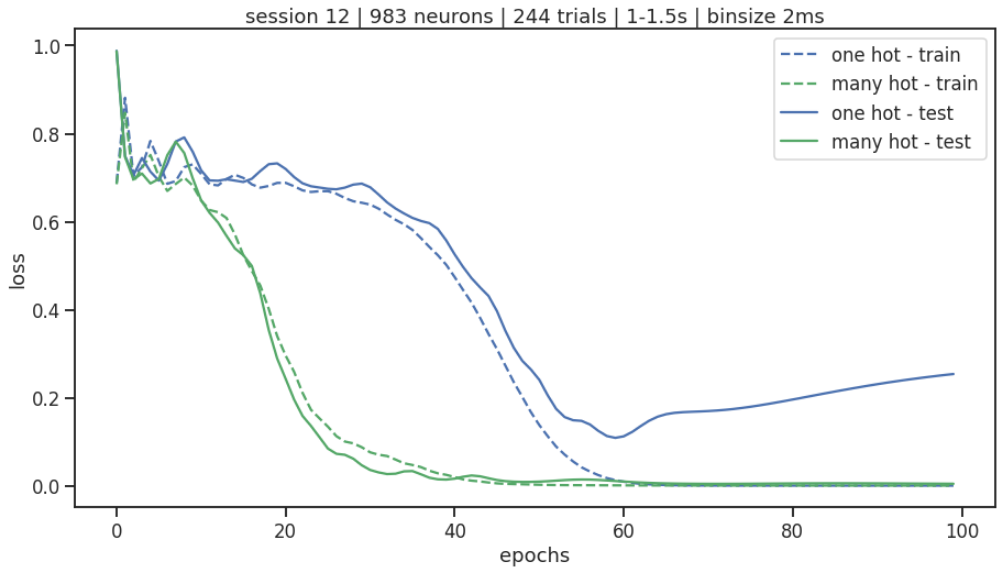 session 12 | 983 neurons | 244 trials | 1-1.5s | binsize 2ms
one hot - train
many hot - train
one hot - test
many hot - test
1.0
0.8
0.6
0.4
0.2
0.0
loss
0
20
40
60
80
100
epochs